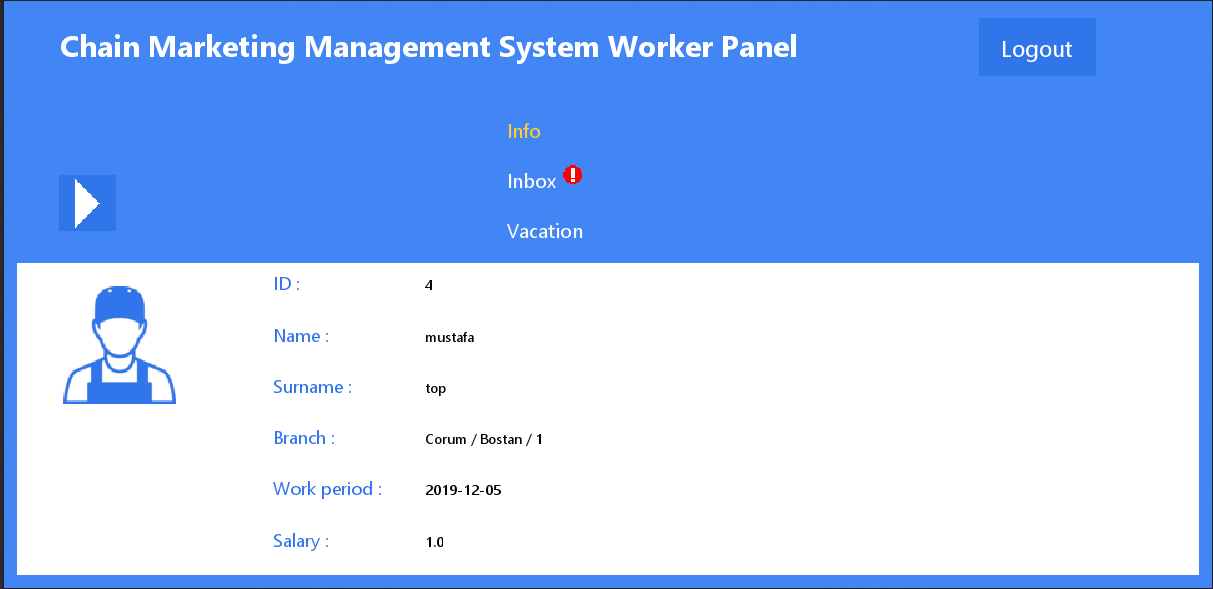 Chain Marketing Management System Worker Panel
Logout
Info
Inbox
Vacation
ID : 4
Name : mustafa
Surname : top
Branch : Corum / Bostan / 1
Work period : 2019-12-05
Salary : 1.0